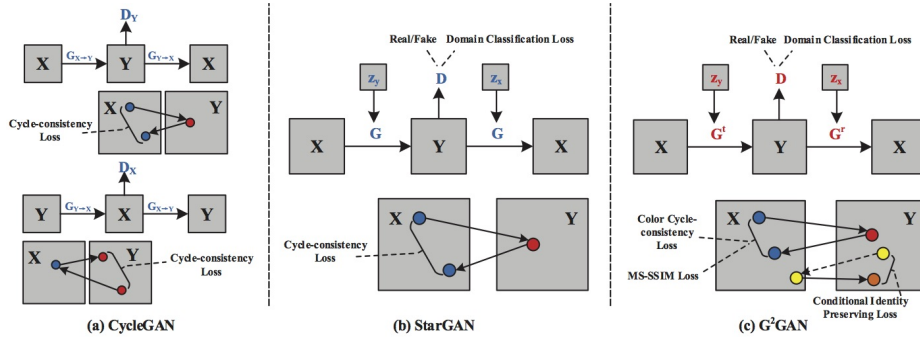 D_Y
X G_X→Y Y G_Y→X X
X Y
Cycle-consistency
Loss
D_X
Y G_Y→X X G_X→Y Y
X Y
Cycle-consistency
Loss
(a) CycleGAN
Real/Fake Domain Classification Loss
z_y D z_x
X G Y G X
X Y
Cycle-consistency
Loss
(b) StarGAN
Real/Fake Domain Classification Loss
z_y D z_x
X G^t Y G^r X
X Y
Color Cycle-
consistency
Loss
MS-SSIM Loss
Conditional Identity
Preserving Loss
(c) G²GAN